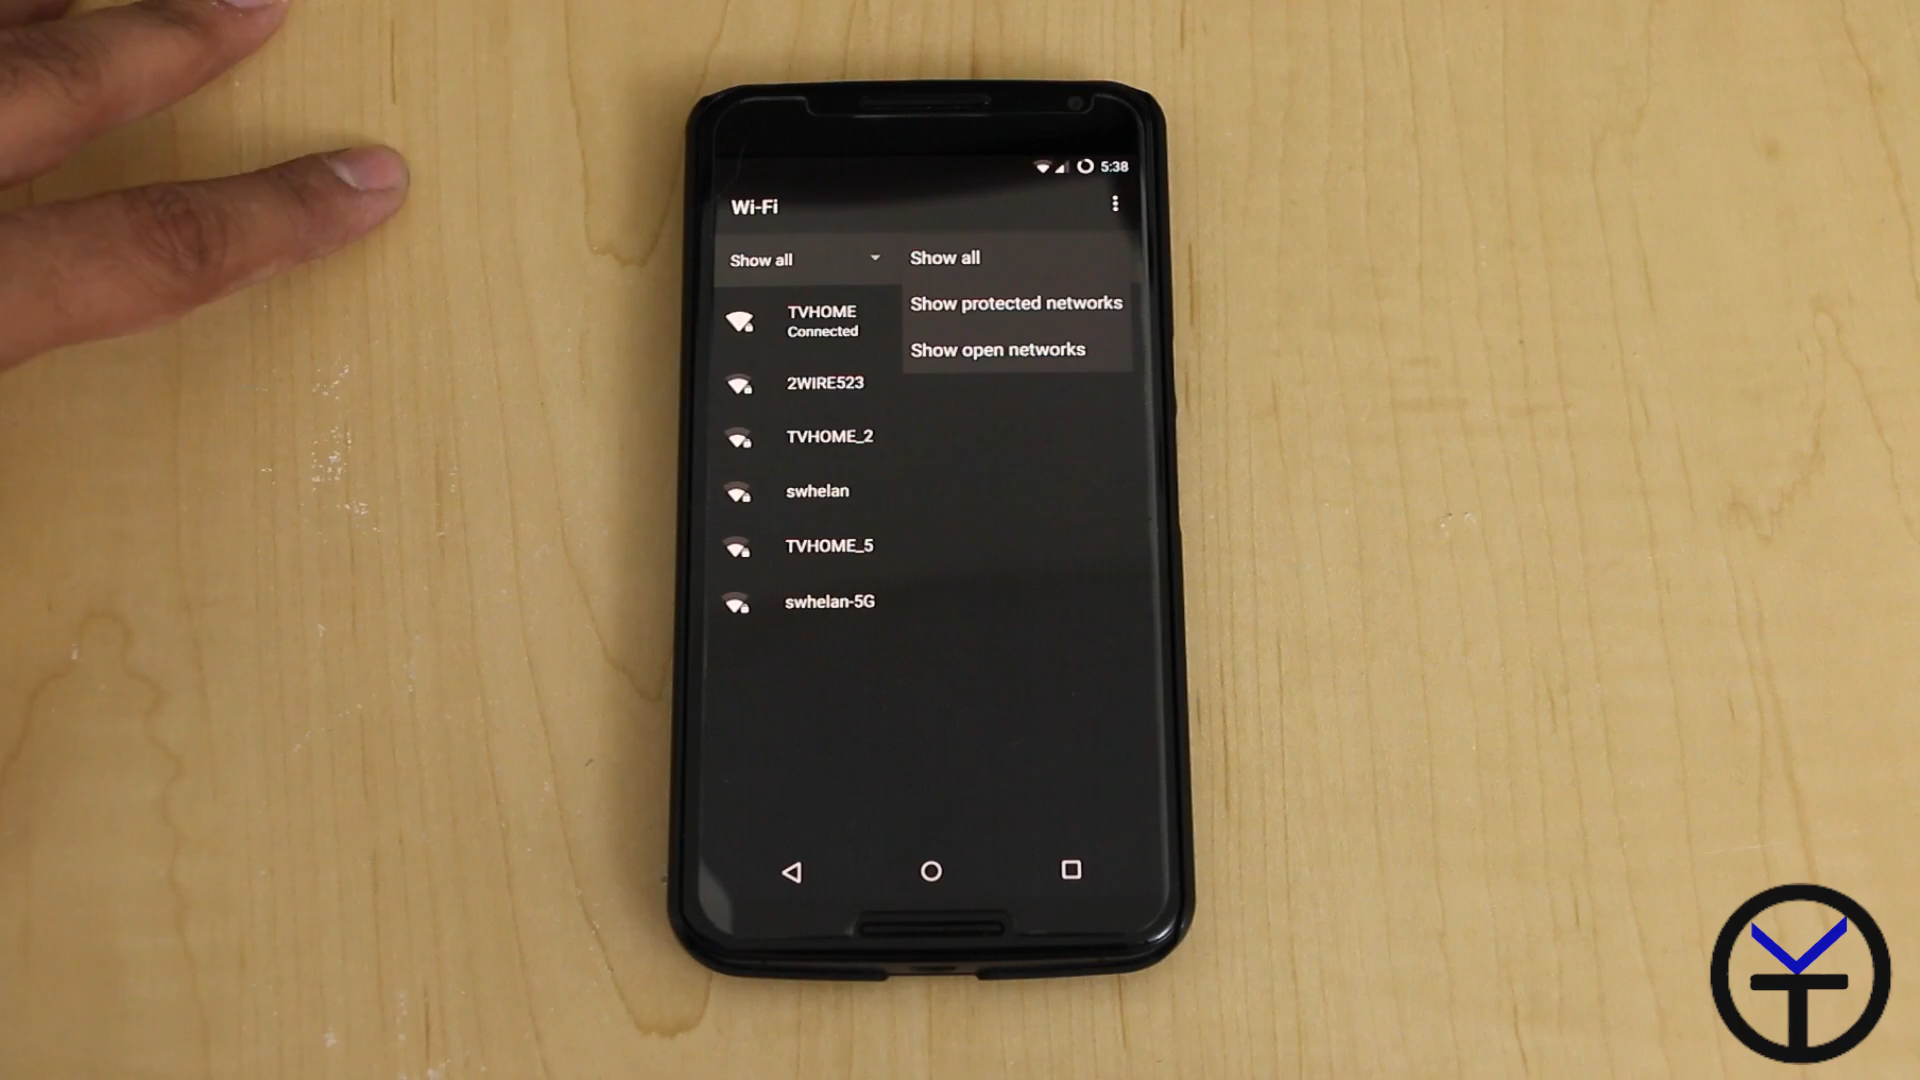 5:38
Wi-Fi
Show all
Show all
Show protected networks
Show open networks
TVHOME
Connected
2WIRE523
TVHOME_2
swhelan
TVHOME_5
swhelan-5G